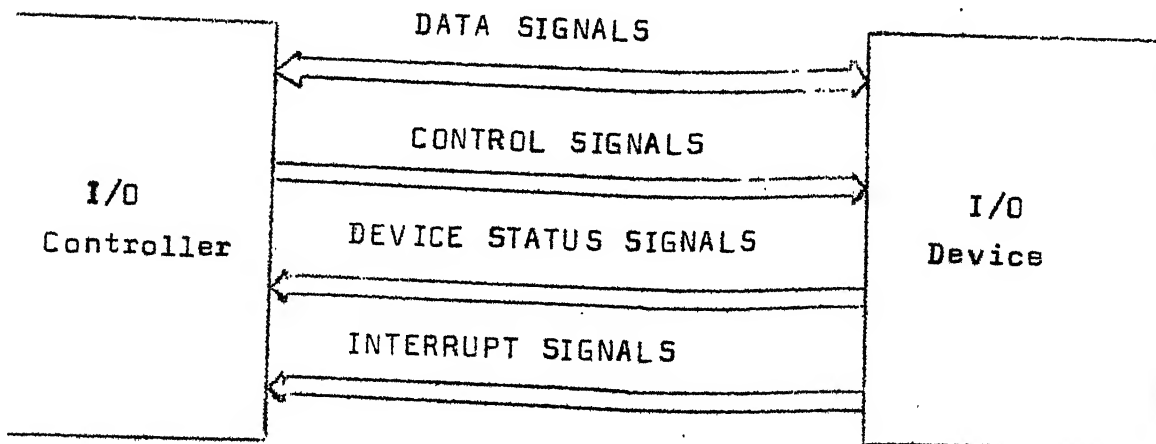 DATA SIGNALS
CONTROL SIGNALS
I/O
Controller
DEVICE STATUS SIGNALS
INTERRUPT SIGNALS
I/O
Device